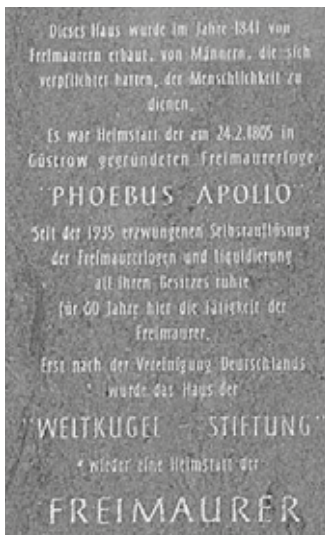 Dieses Haus wurde im Jahre 1841 von
Freimaurern erbaut, von Männern, die sich
verpflichtet hatten, der Menschlichkeit zu
dienen.
Es war Heimstatt der am 24.2.1805 in
Güstrow gegründeten Freimaurerloge
"PHOEBUS APOLLO"
Seit der 1935 erzwungenen Selbstauflösung
der Freimaurerlogen und Liquidierung
all ihren Besitzes ruhte
für 60 Jahre hier die Tätigkeit der
Freimaurer.
Erst nach der Vereinigung Deutschlands
wurde das Haus der
"WELTKUGEL - STIFTUNG"
wieder eine Heimstatt der
FREIMAURER